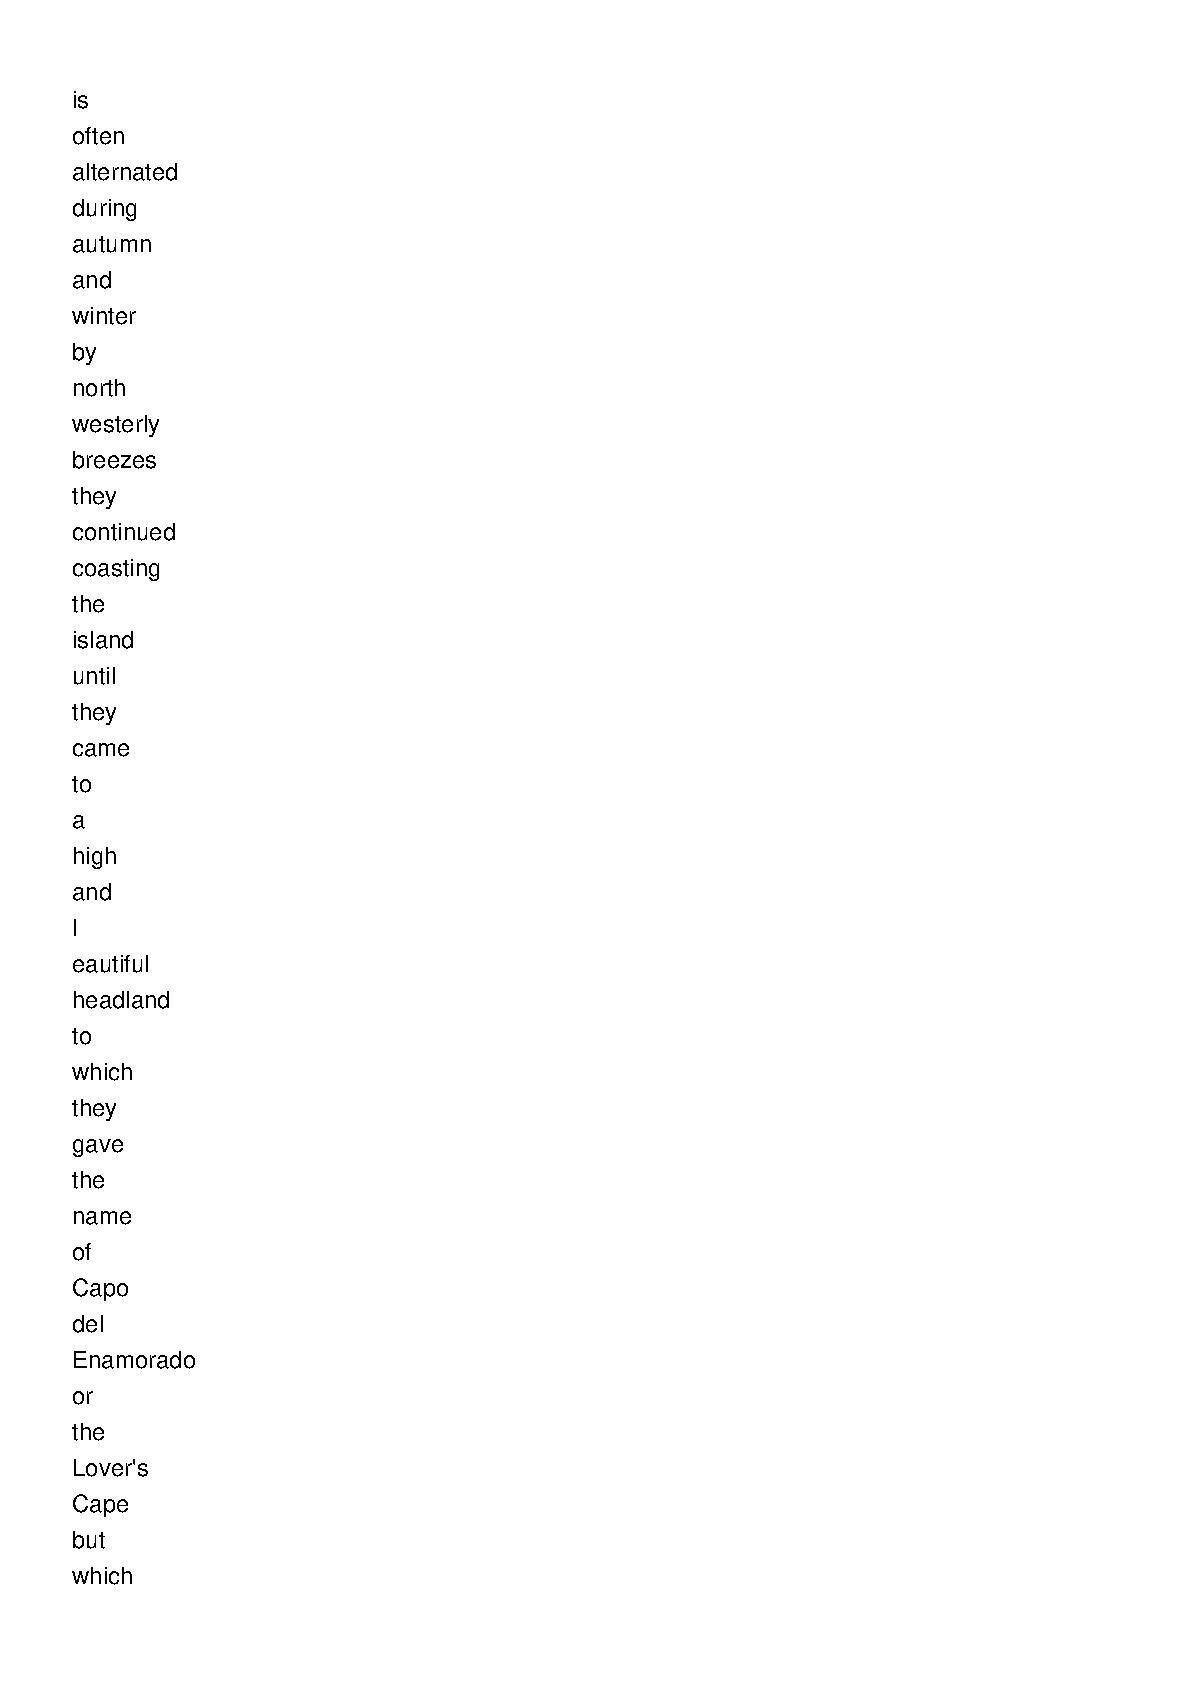 is
often
alternated
during
autumn
and
winter
by
north
westerly
breezes
they
continued
coasting
the
island
until
they
came
to
a
high
and
l
eautiful
headland
to
which
they
gave
the
name
of
Capo
del
Enamorado
or
the
Lover's
Cape
but
which